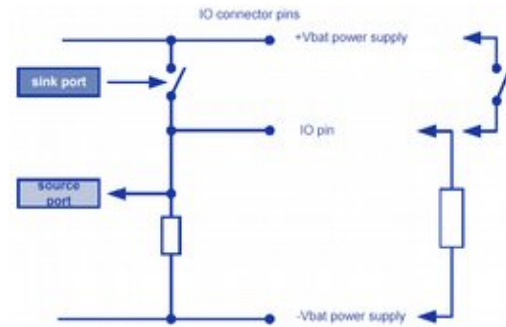 IO connector pins
+Vbat power supply
sink port
IO pin
source
port
-Vbat power supply